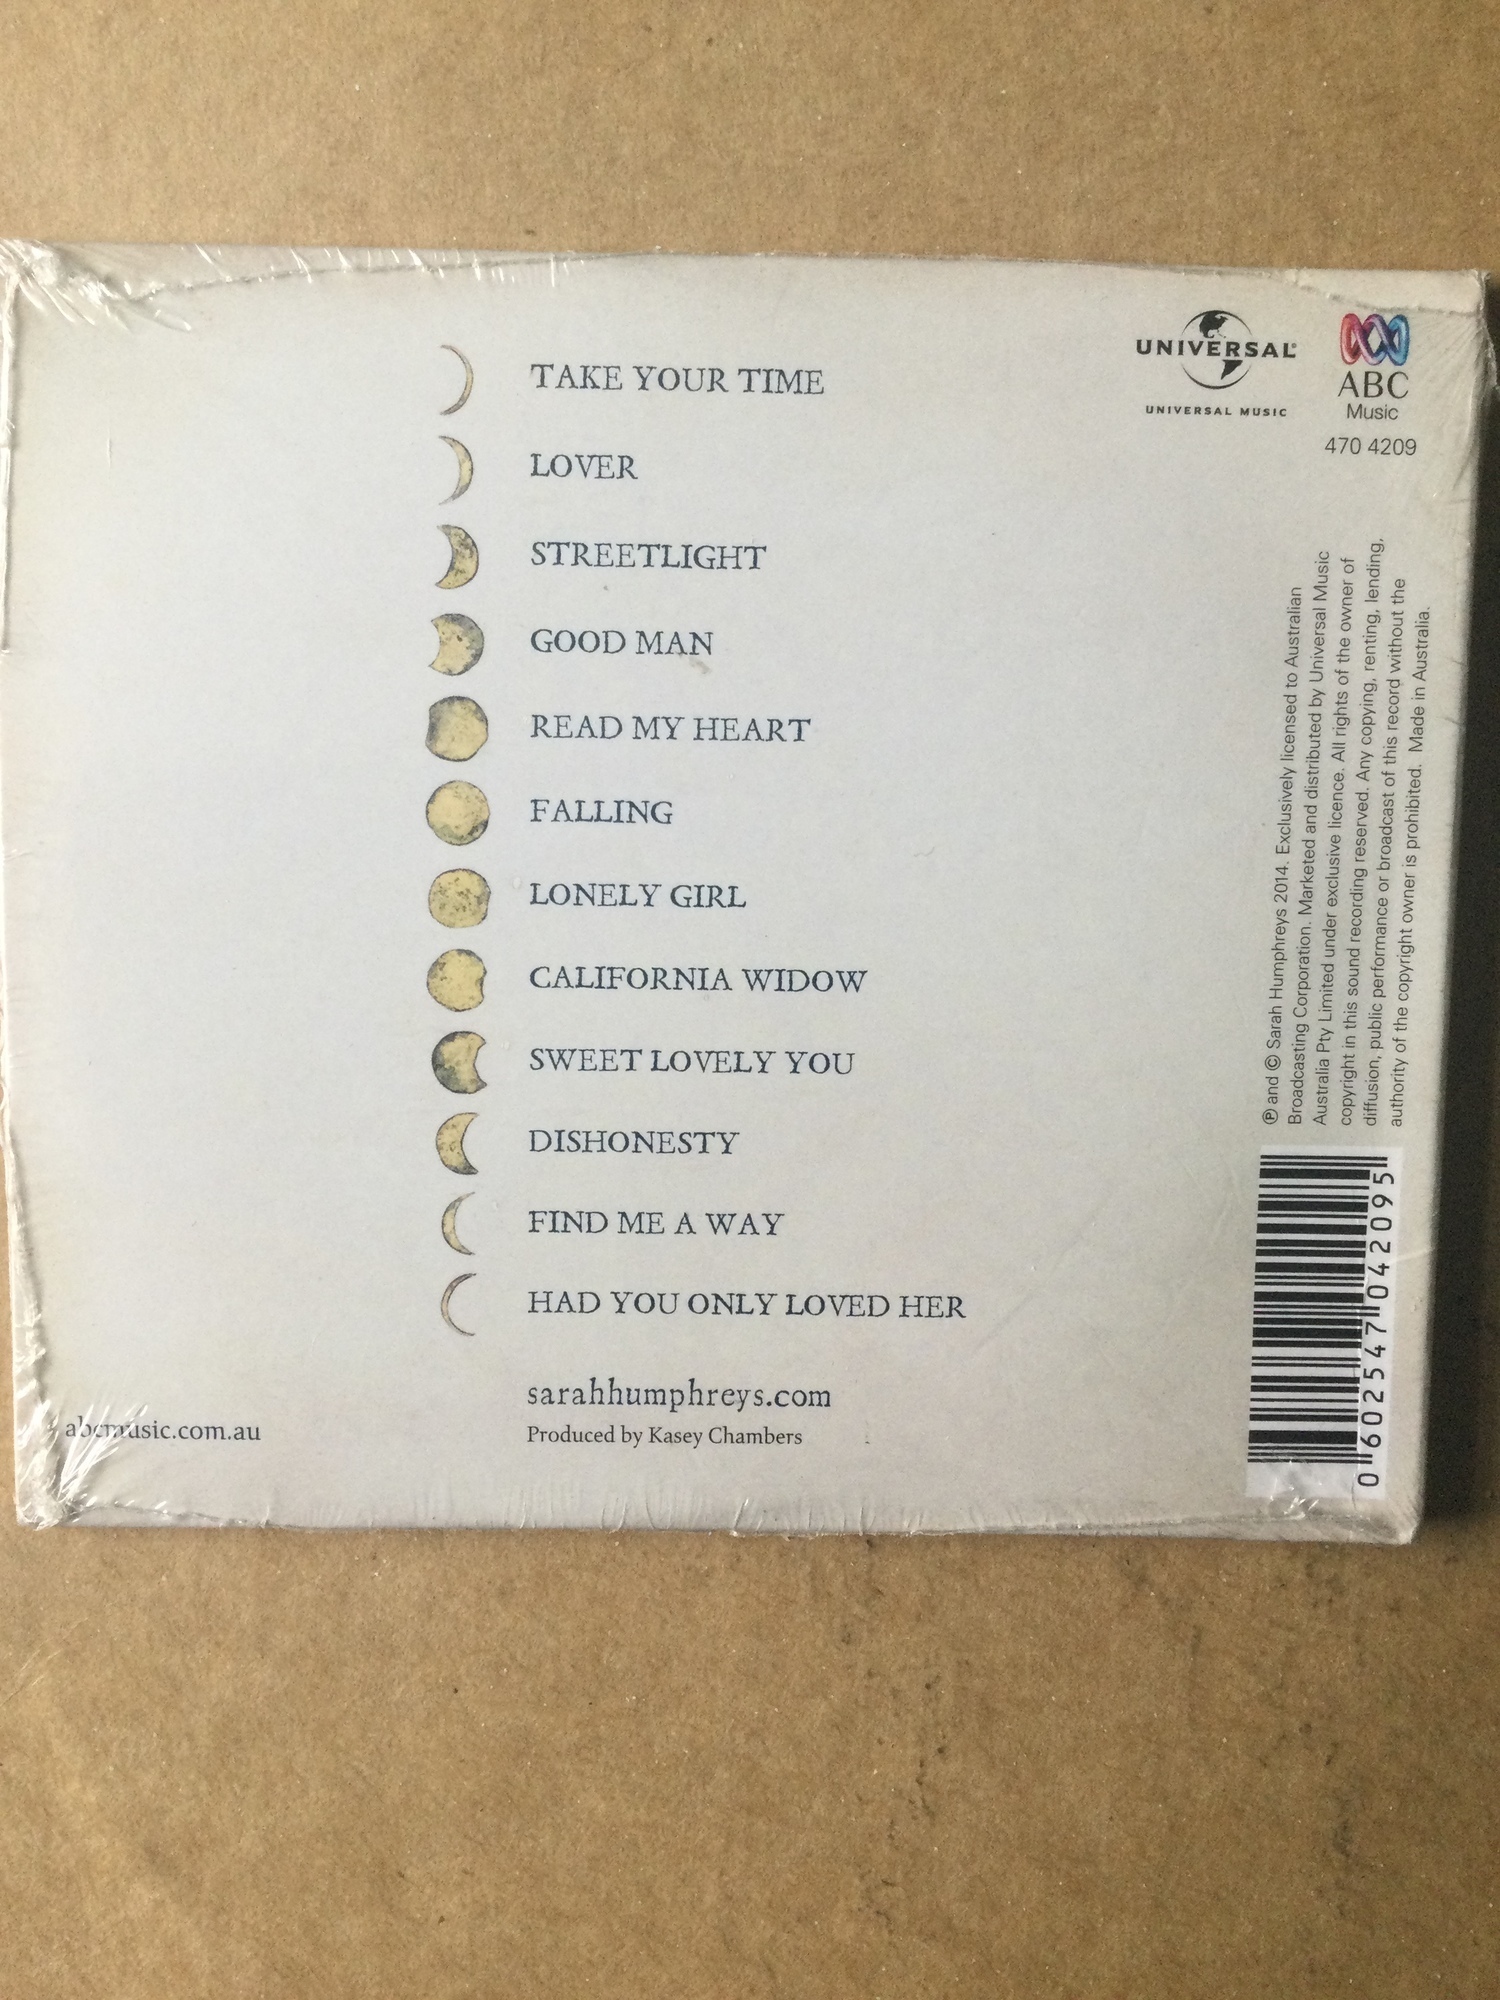 TAKE YOUR TIME
LOVER
STREETLIGHT
GOOD MAN
READ MY HEART
FALLING
LONELY GIRL
CALIFORNIA WIDOW
SWEET LOVELY YOU
DISHONESTY
FIND ME A WAY
HAD YOU ONLY LOVED HER
sarahhumphreys.com
Produced by Kasey Chambers
abcmusic.com.au
UNIVERSAL
UNIVERSAL MUSIC
ABC
Music
470 4209
℗ and © Sarah Humphreys 2014. Exclusively licensed to Australian
Broadcasting Corporation. Marketed and distributed by Universal Music
Australia Pty Limited under exclusive licence. All rights of the owner of
copyright in this sound recording reserved. Any copying, renting, lending,
diffusion, public performance or broadcast of this record without the
authority of the copyright owner is prohibited. Made in Australia.
0 602547 042095